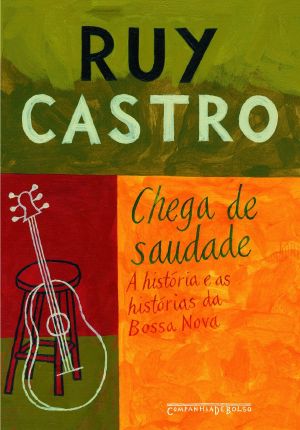 RUY
CASTRO
Chega de
saudade
A história e as
histórias da
Bossa Nova
COMPANHIA DE BOLSO